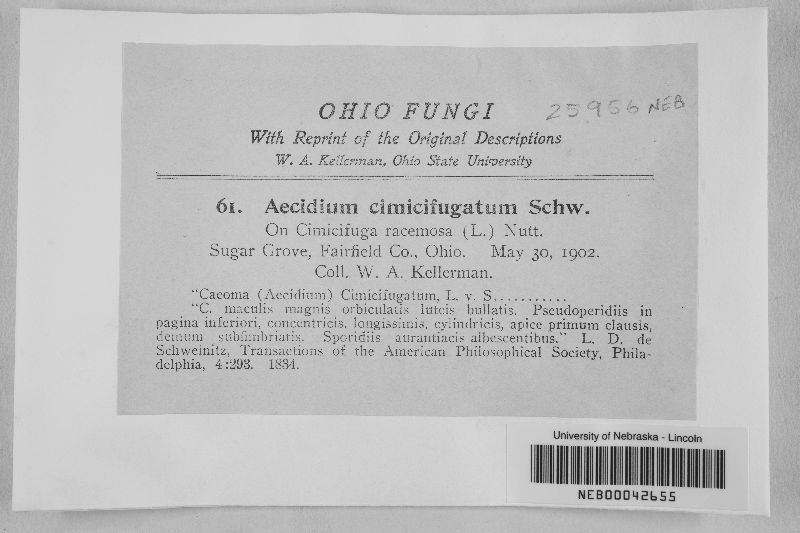 OHIO FUNGI 25956 NEB
With Reprint of the Original Descriptions
W. A. Kellerman, Ohio State University
61. Aecidium cimicifugatum Schw.
On Cimicifuga racemosa (L.) Nutt.
Sugar Grove, Fairfield Co., Ohio. May 30, 1902.
Coll. W. A. Kellerman.
"Caeoma (Aecidium) Cimicifugatum, L. v. S...........
"C. maculis magnis orbiculatis luteis bullatis. Pseudoperidiis in
pagina inferiori, concentricis, longissimis, cylindricis, apice primum clausis,
demum subfimbriatis. Sporidiis aurantiacis albescentibus." L. D. de
Schweinitz, Transactions of the American Philosophical Society, Phila-
delphia, 4:293. 1834.
University of Nebraska - Lincoln
NEB00042655